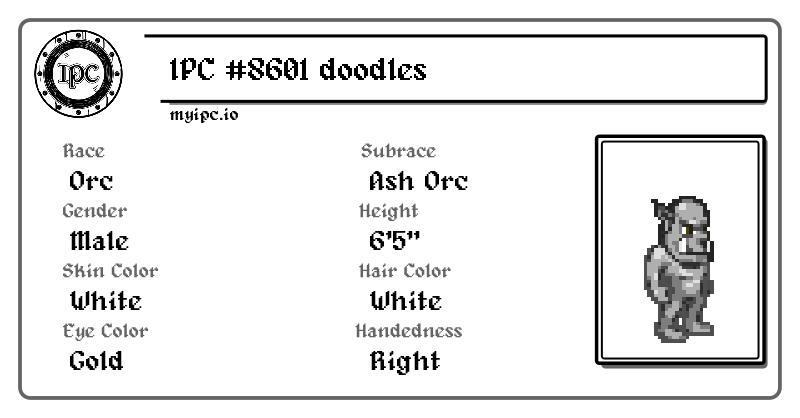 IPC
IPC #8601 doodles
myipc.io
Race
Subrace
Orc
Ash Orc
Gender
Height
Male
6'5"
Skin Color
Hair Color
White
White
Eye Color
Handedness
Gold
Right